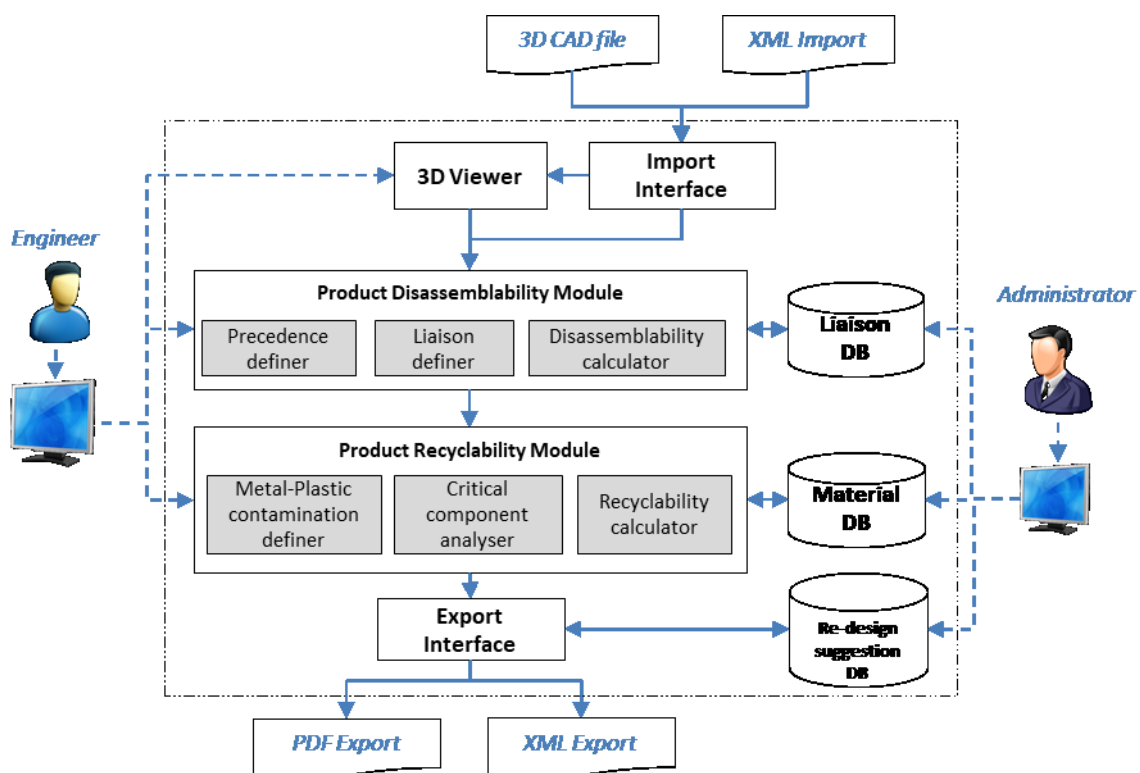 3D CAD file
XML Import
3D Viewer
Import
Interface
Engineer
Administrator
Product Disassemblability Module
Precedence
definer
Liaison
definer
Disassemblability
calculator
Liaison
DB
Product Recyclability Module
Metal-Plastic
contamination
definer
Critical
component
analyser
Recyclability
calculator
Material
DB
Export
Interface
Re-design
suggestion
DB
PDF Export
XML Export